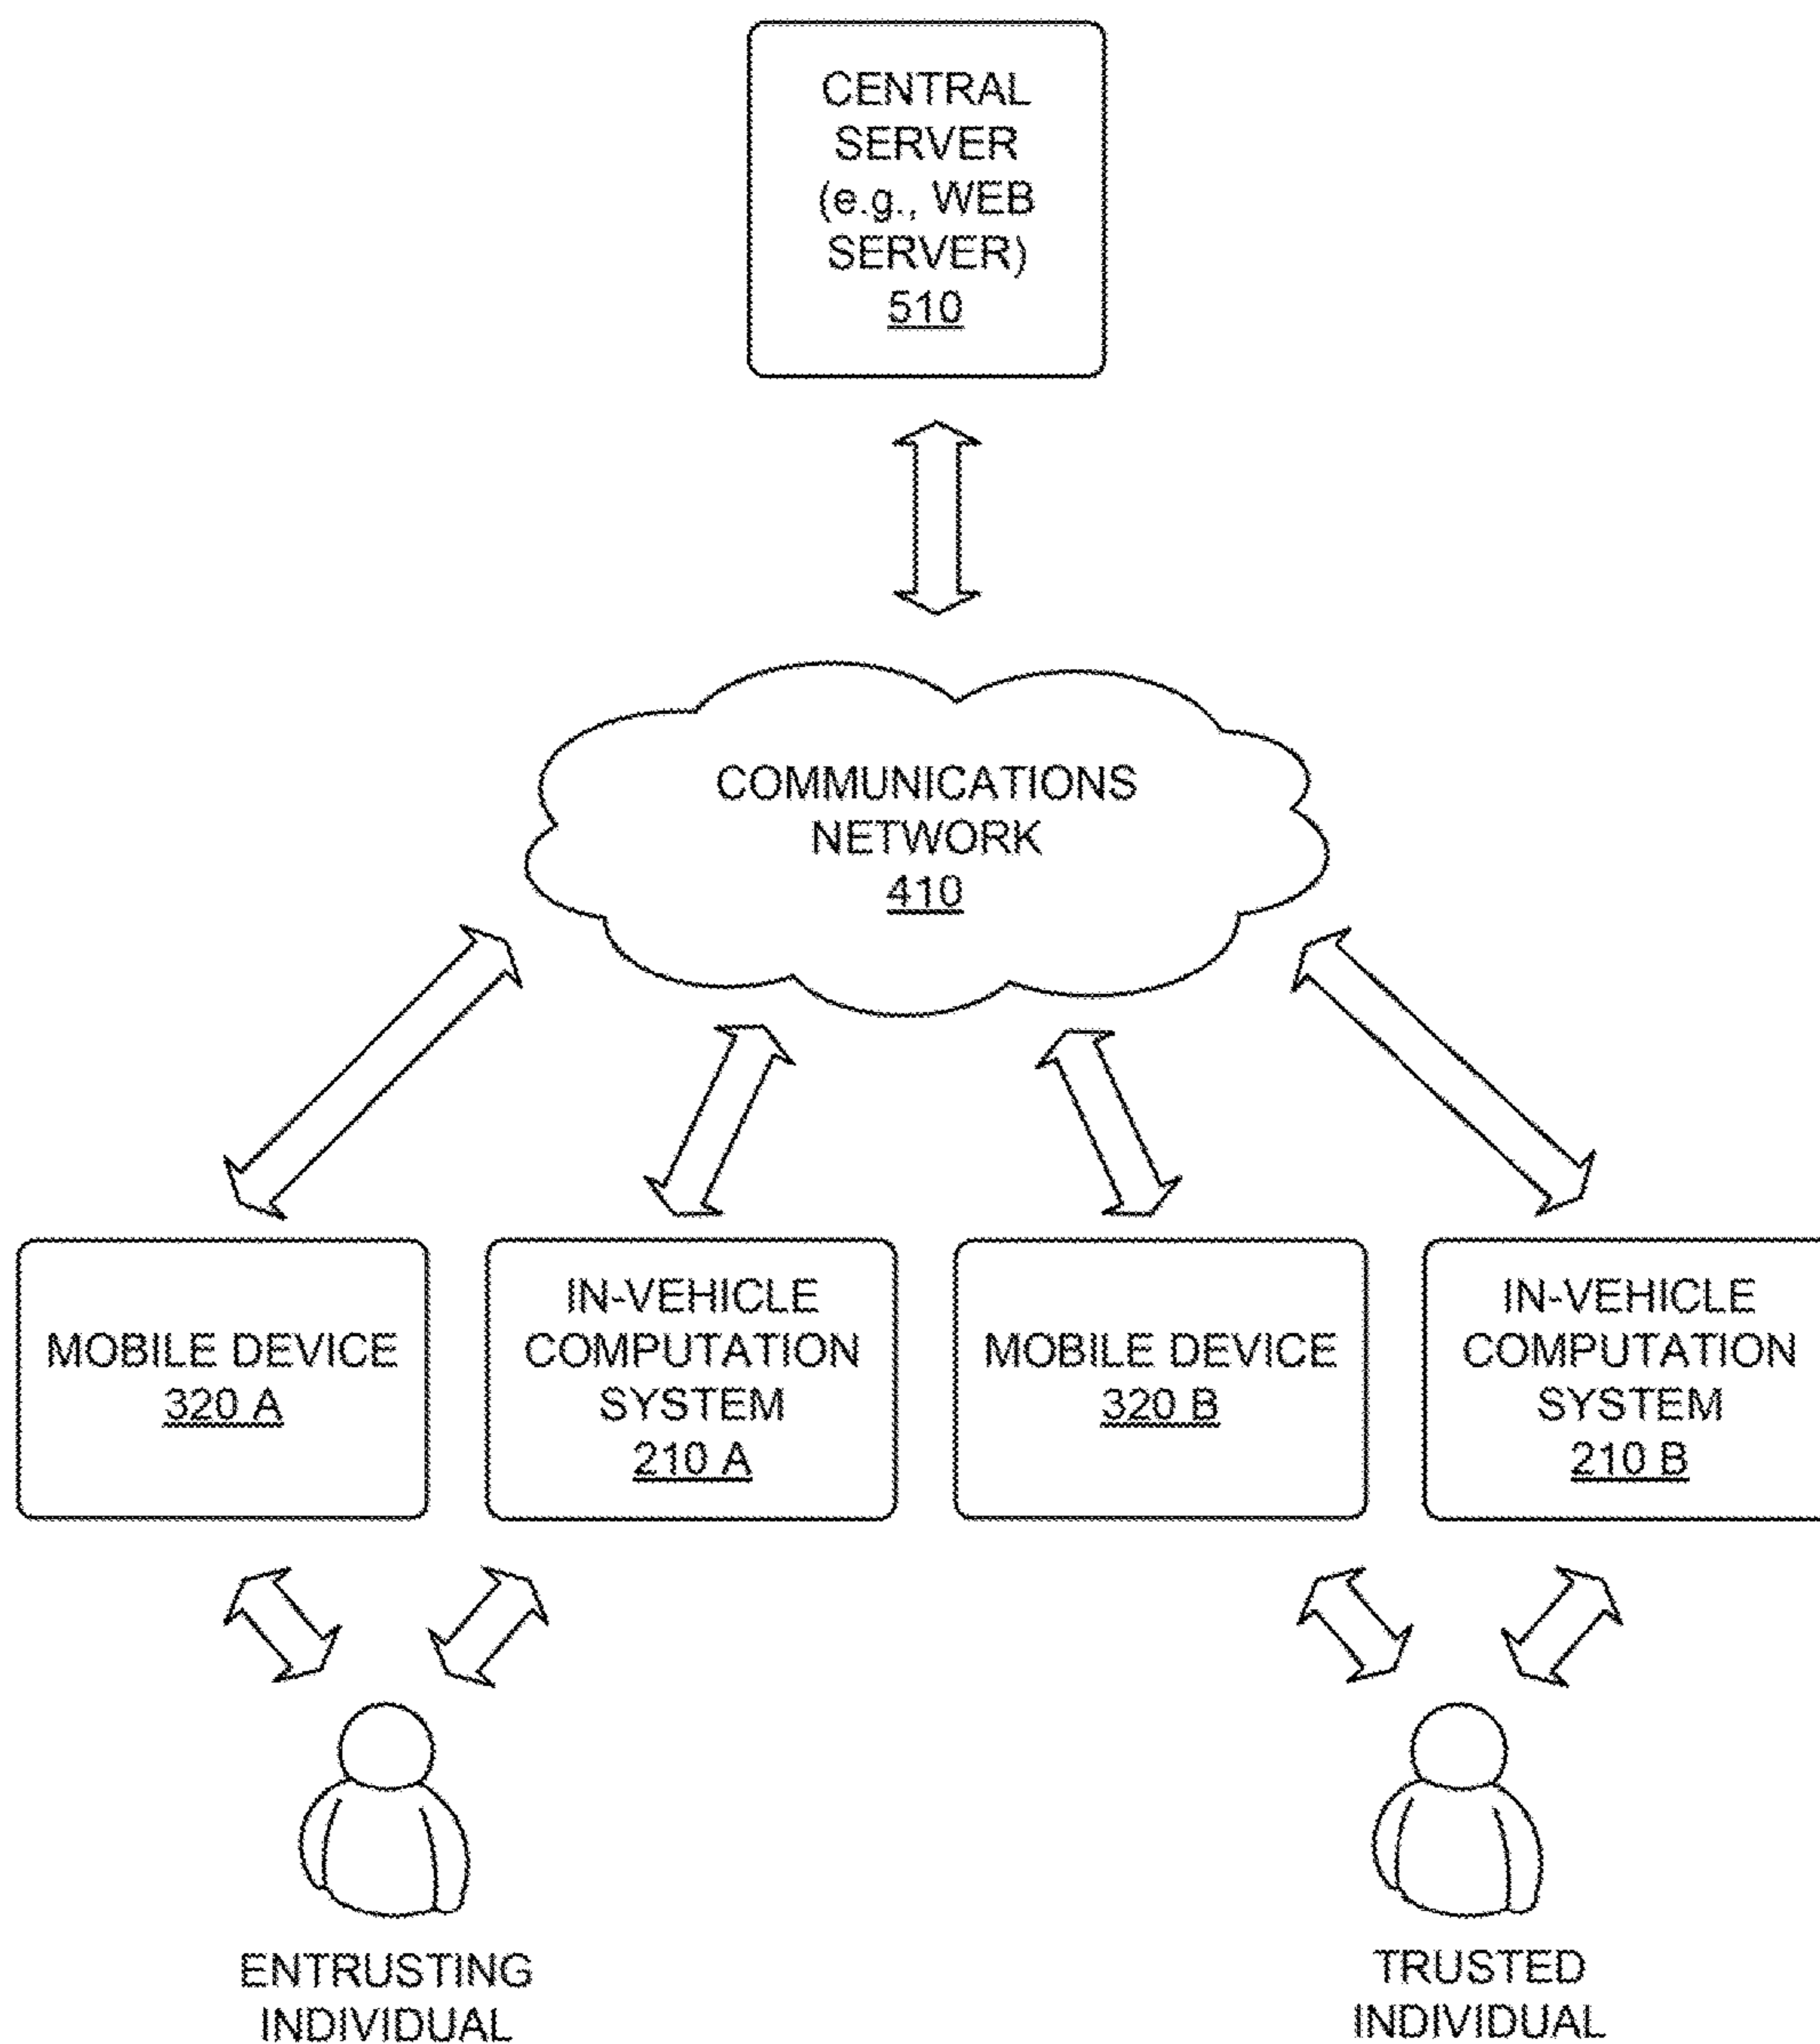 CENTRAL
SERVER
(e.g., WEB
SERVER)
510
COMMUNICATIONS
NETWORK
410
MOBILE DEVICE
320 A
IN-VEHICLE
COMPUTATION
SYSTEM
210 A
MOBILE DEVICE
320 B
IN-VEHICLE
COMPUTATION
SYSTEM
210 B
ENTRUSTING
INDIVIDUAL
TRUSTED
INDIVIDUAL